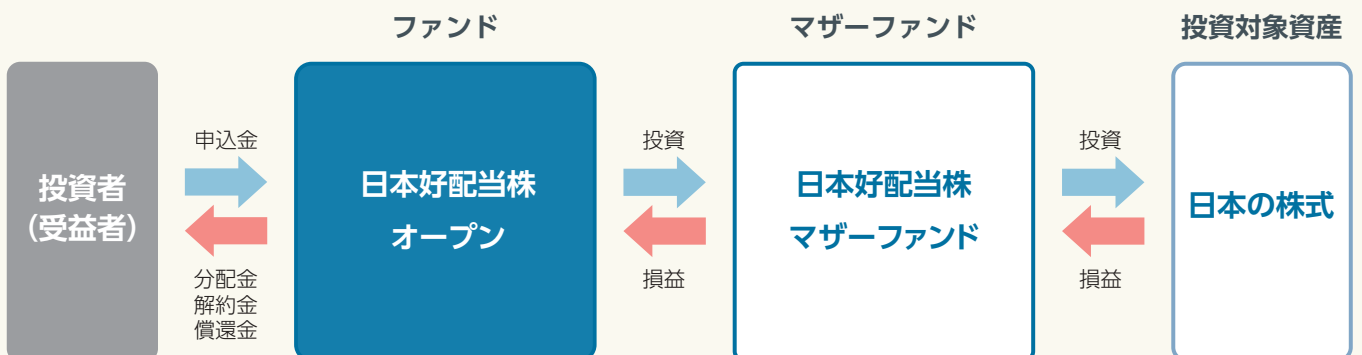 ファンド
マザーファンド
投資対象資産
投資者
(受益者)
申込金
分配金
解約金
償還金
日本好配当株
オープン
投資
損益
日本好配当株
マザーファンド
投資
損益
日本の株式